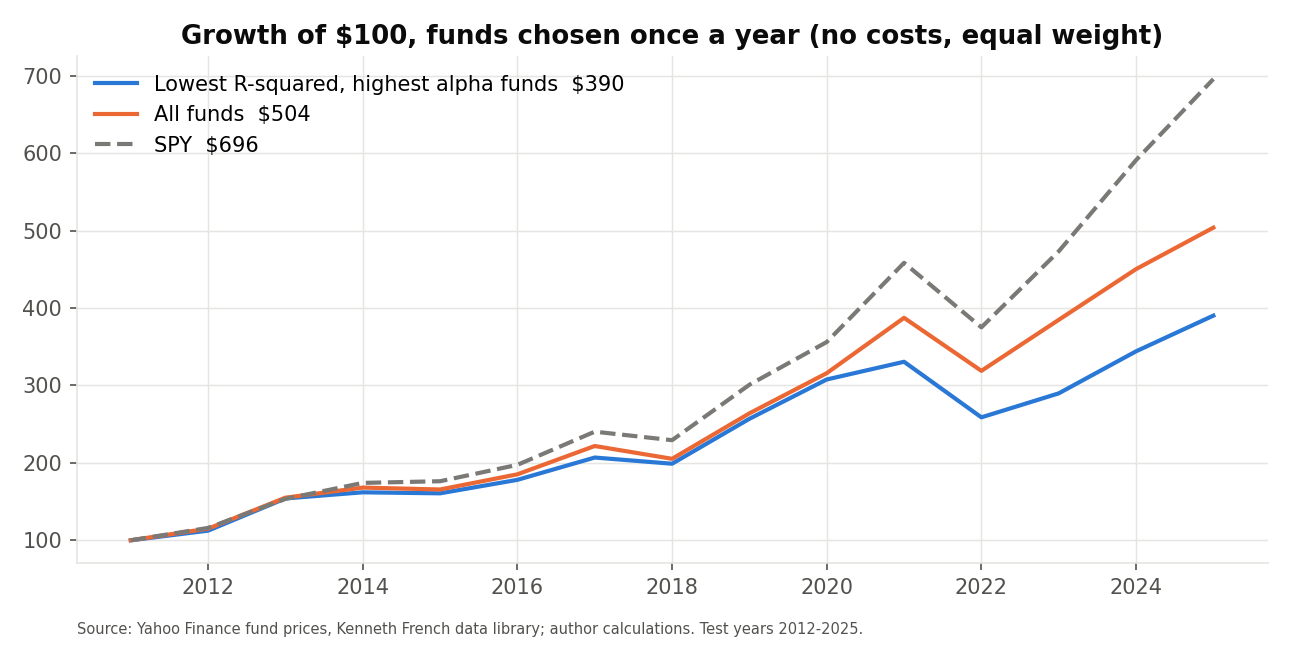 Growth of $100, funds chosen once a year (no costs, equal weight)
Lowest R-squared, highest alpha funds $390
All funds $504
SPY $696
700
600
500
400
300
200
100
2012 2014 2016 2018 2020 2022 2024
Source: Yahoo Finance fund prices, Kenneth French data library; author calculations. Test years 2012-2025.